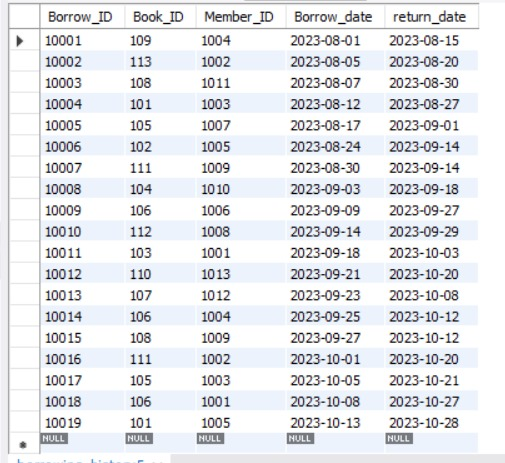 Borrow_ID Book_ID Member_ID Borrow_date return_date
10001 109 1004 2023-08-01 2023-08-15
10002 113 1002 2023-08-05 2023-08-20
10003 108 1011 2023-08-07 2023-08-30
10004 101 1003 2023-08-12 2023-08-27
10005 105 1007 2023-08-17 2023-09-01
10006 102 1005 2023-08-24 2023-09-14
10007 111 1009 2023-08-30 2023-09-14
10008 104 1010 2023-09-03 2023-09-18
10009 106 1006 2023-09-09 2023-09-27
10010 112 1008 2023-09-14 2023-09-29
10011 103 1001 2023-09-18 2023-10-03
10012 110 1013 2023-09-21 2023-10-20
10013 107 1012 2023-09-23 2023-10-08
10014 106 1004 2023-09-25 2023-10-12
10015 108 1009 2023-09-27 2023-10-12
10016 111 1002 2023-10-01 2023-10-20
10017 105 1003 2023-10-05 2023-10-21
10018 106 1001 2023-10-08 2023-10-27
10019 101 1005 2023-10-13 2023-10-28
NULL NULL NULL NULL NULL